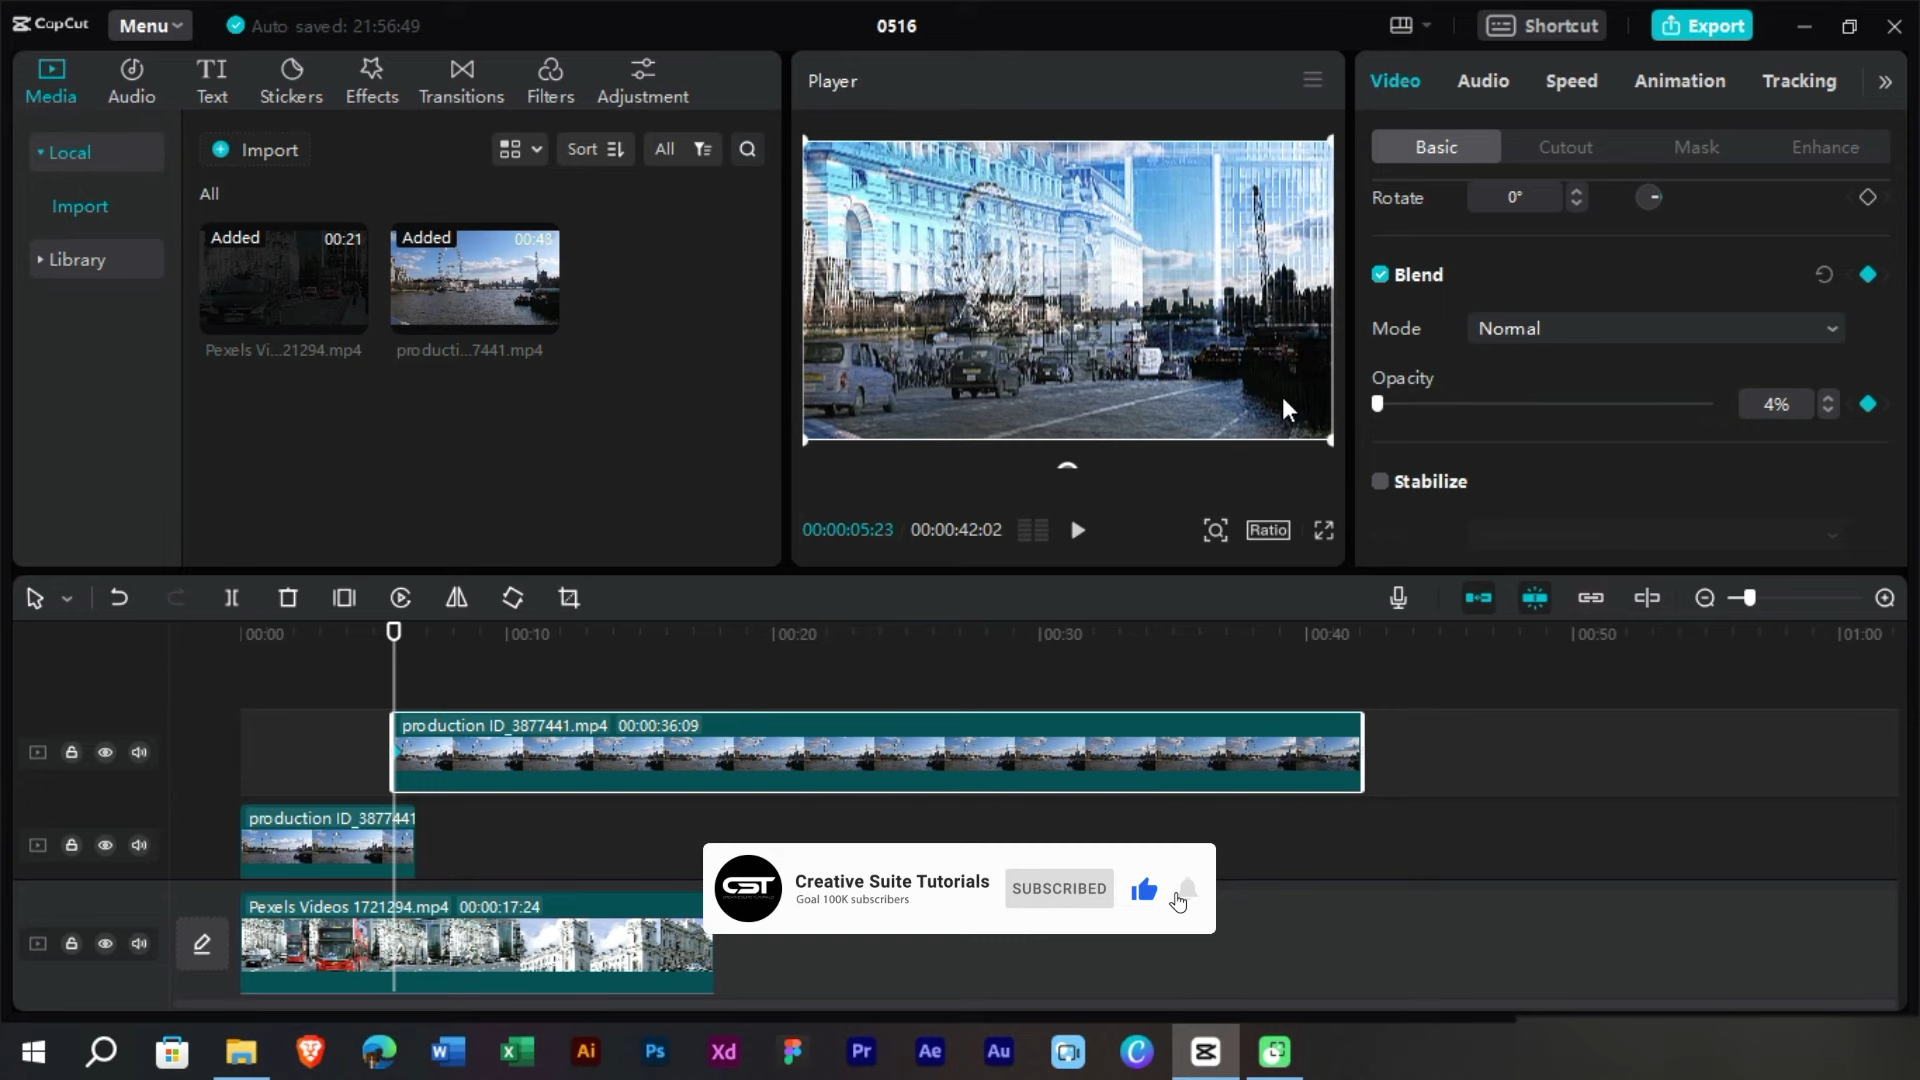 CapCut
Menu
Auto saved: 21:56:49
0516
Shortcut
Export
Media
Audio
TI
Text
Stickers
Effects
Transitions
Filters
Adjustment
Player
Video
Audio
Speed
Animation
Tracking
Local
Import
Library
Import
Sort
All
All
Added
00:21
Added
00:48
Pexels Vi...21294.mp4
producti...7441.mp4
Basic
Cutout
Mask
Enhance
Rotate
0°
Blend
Mode
Normal
Opacity
4%
Stabilize
00:00:05:23 / 00:00:42:02
Ratio
00:00
00:10
00:20
00:30
00:40
00:50
01:00
production ID_3877441.mp4 00:00:36:09
production ID_3877441
Pexels Videos 1721294.mp4 00:00:17:24
CST
Creative Suite Tutorials
Goal 100K subscribers
SUBSCRIBED
W
X
Ai
Ps
Xd
Pr
Ae
Au
C